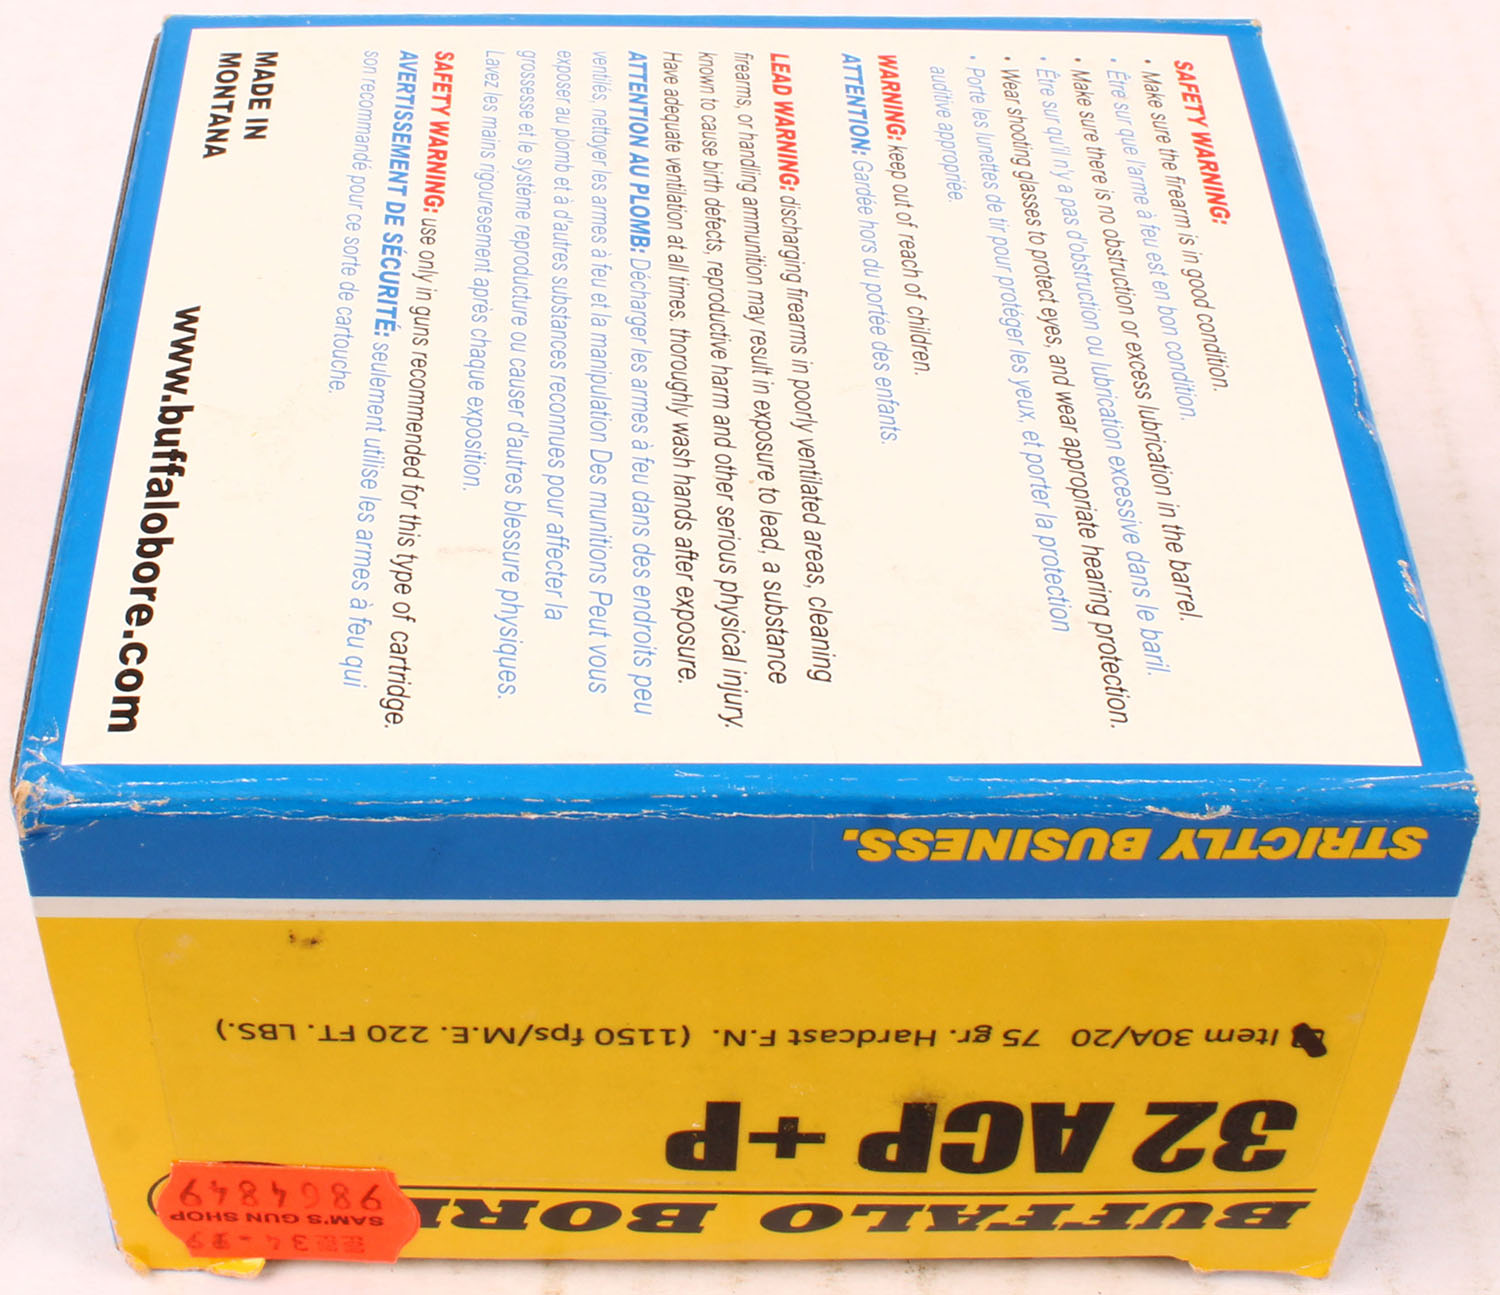 SAFETY WARNING:
• Make sure the firearm is in good condition.
• Être sur que l'arme à feu est en bon condition.
• Make sure there is no obstruction or excess lubrication in the barrel.
• Être sur qu'il n'y a pas d'obstruction ou lubrication excessive dans le baril.
• Wear shooting glasses to protect eyes, and wear appropriate hearing protection.
• Porte les lunettes de tir pour protéger les yeux, et porter la protection
auditive appropriée.
WARNING: keep out of reach of children.
ATTENTION: Gardée hors du portée des enfants.
LEAD WARNING: discharging firearms in poorly ventilated areas, cleaning
firearms, or handling ammunition may result in exposure to lead, a substance
known to cause birth defects, reproductive harm and other serious physical injury.
Have adequate ventilation at all times, thoroughly wash hands after exposure.
ATTENTION AU PLOMB: Décharger les armes à feu dans des endroits peu
ventilés, nettoyer les armes à feu et la manipulation Des munitions Peut vous
exposer au plomb et à d'autres substances reconnues pour affecter la
grossesse et le système reproducture ou causer d'autres blessure physiques.
Lavez les mains rigouresement après chaque exposition.
SAFETY WARNING: use only in guns recommended for this type of cartridge.
AVERTISSEMENT DE SÉCURITÉ: seulement utilise les armes à feu qui
son recommandé pour ce sorte de cartouche.
MADE IN
MONTANA
www.buffalobore.com
BUFFALO BORE
32 ACP +P
Item 30A/20 75 gr. Hardcast F.N. (1150 fps/M.E. 220 FT. LBS.)
STRICTLY BUSINESS.
SAM'S GUN SHOP
9864849